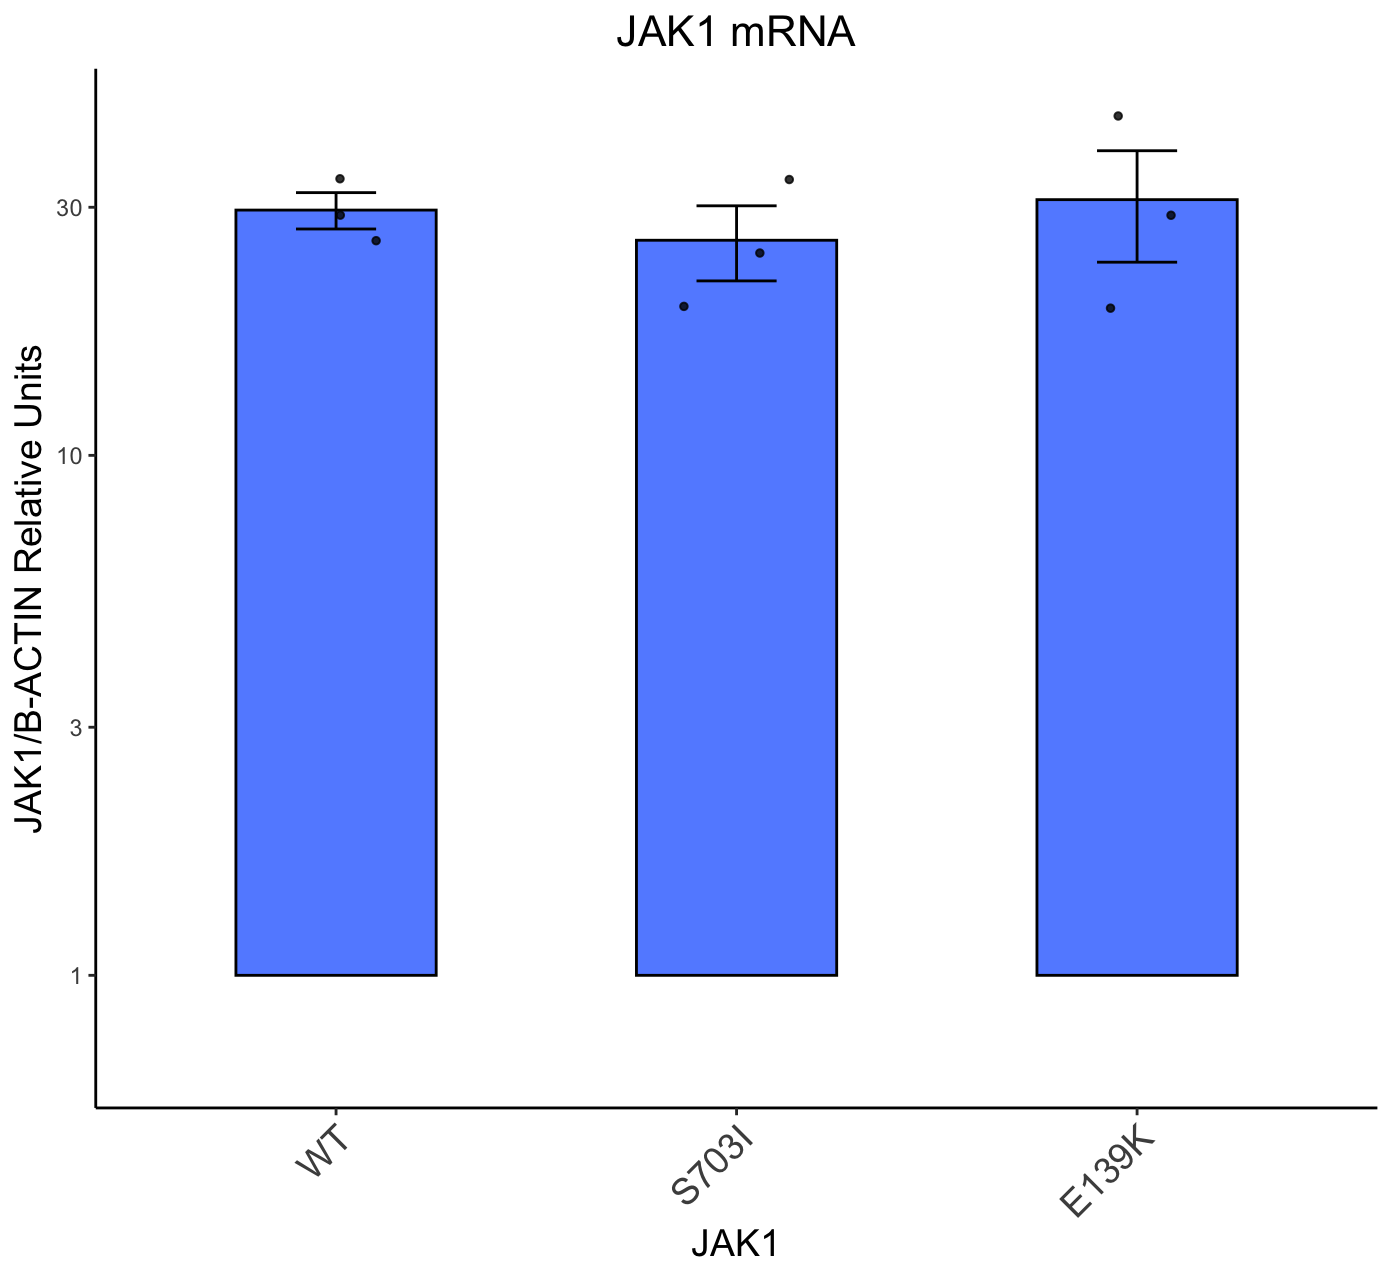 JAK1 mRNA
JAK1/B-ACTIN Relative Units
30
10
3
1
WT
S703I
E139K
JAK1